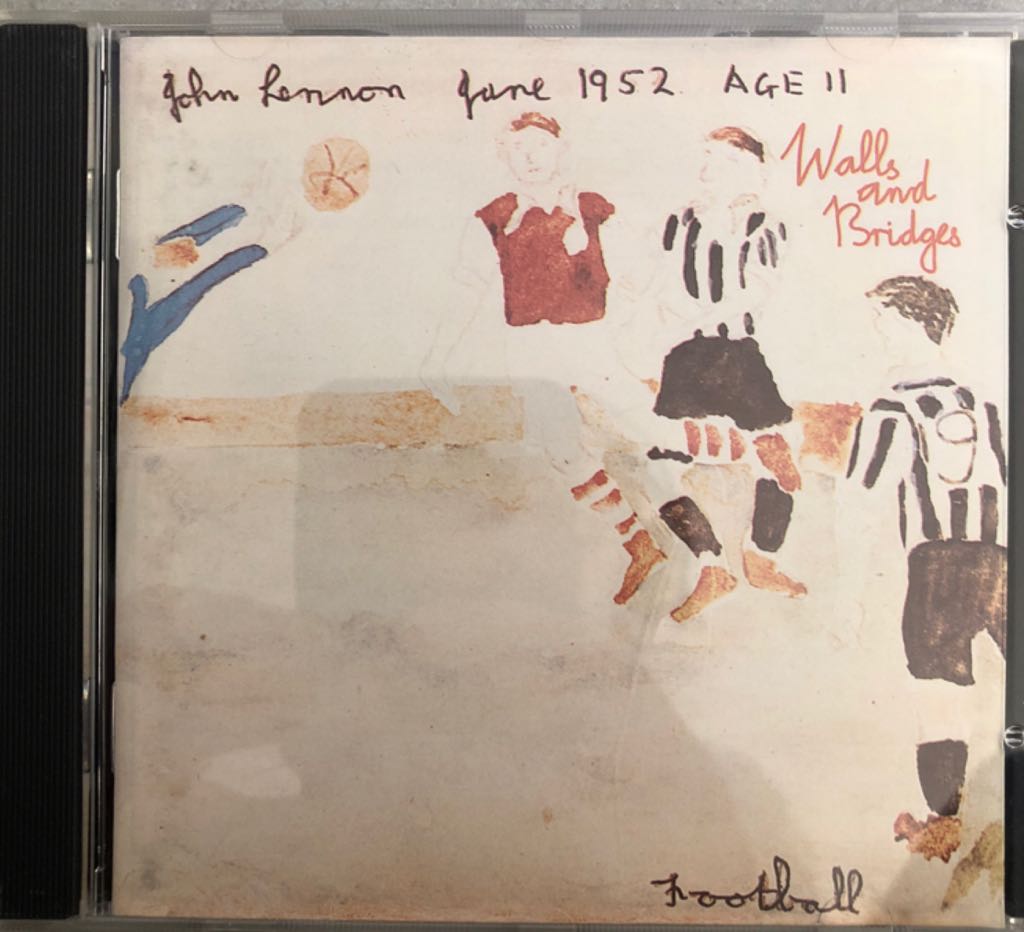 John Lennon June 1952 AGE 11
Walls
and
Bridges
Football